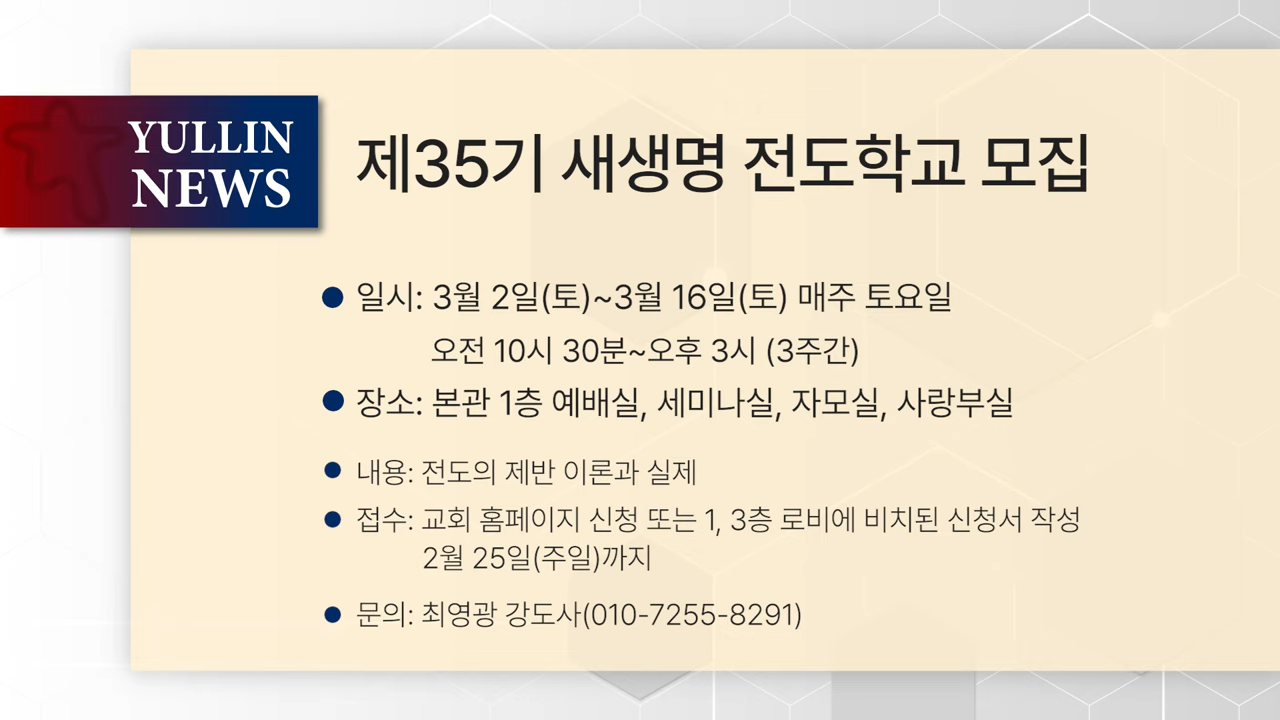 YULLIN
NEWS
제35기 새생명 전도학교 모집
일시: 3월 2일(토)~3월 16일(토) 매주 토요일
오전 10시 30분~오후 3시 (3주간)
장소: 본관 1층 예배실, 세미나실, 자모실, 사랑부실
내용: 전도의 제반 이론과 실제
접수: 교회 홈페이지 신청 또는 1, 3층 로비에 비치된 신청서 작성
2월 25일(주일)까지
문의: 최영광 강도사(010-7255-8291)